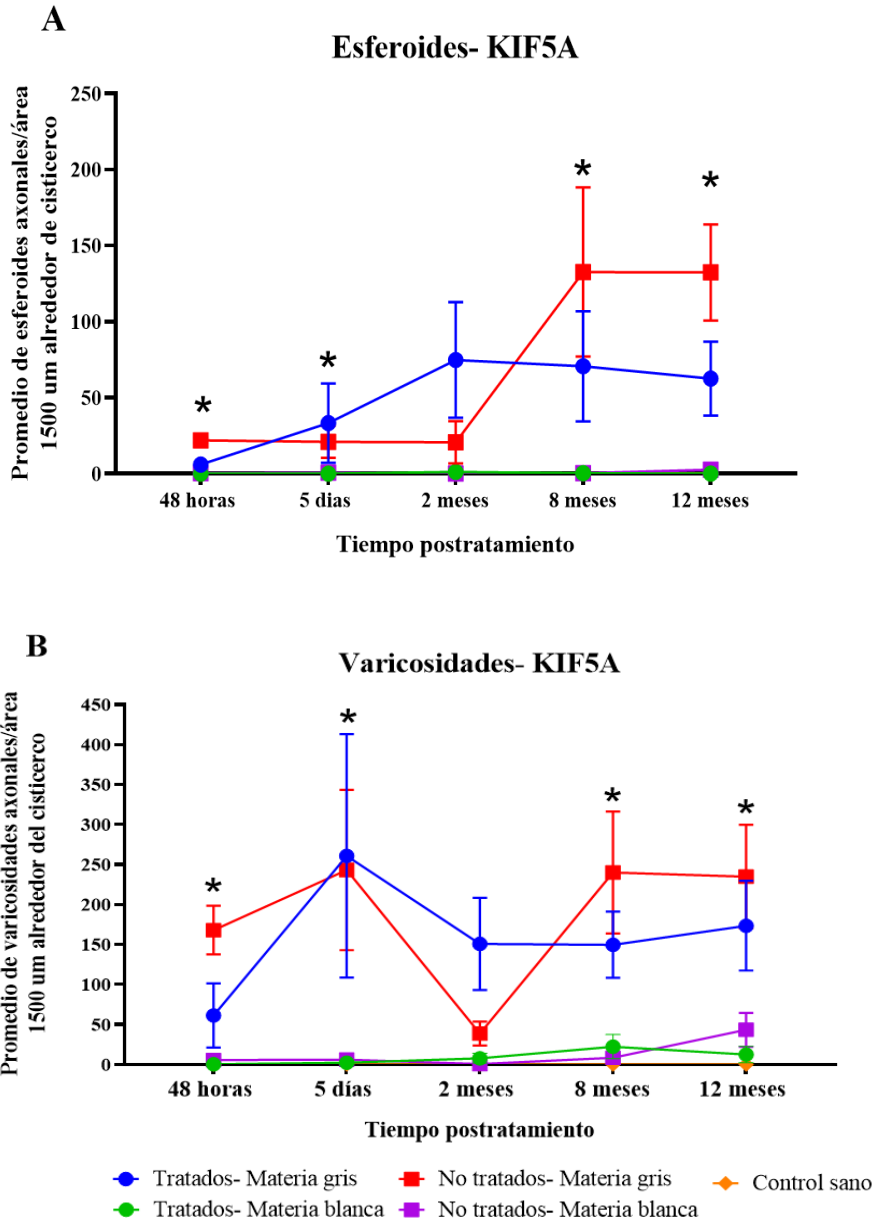 A
Esferoides- KIF5A
Promedio de esferoides axonales/área
1500 um alrededor de cisticerco
250
200
150
100
50
0
*
*
*
*
48 horas
5 días
2 meses
8 meses
12 meses
Tiempo postratamiento
B
Varicosidades- KIF5A
Promedio de varicosidades axonales/área
1500 um alrededor del cisticerco
450
400
350
300
250
200
150
100
50
0
*
*
*
*
48 horas
5 días
2 meses
8 meses
12 meses
Tiempo postratamiento
Tratados- Materia gris
No tratados- Materia gris
Control sano
Tratados- Materia blanca
No tratados- Materia blanca